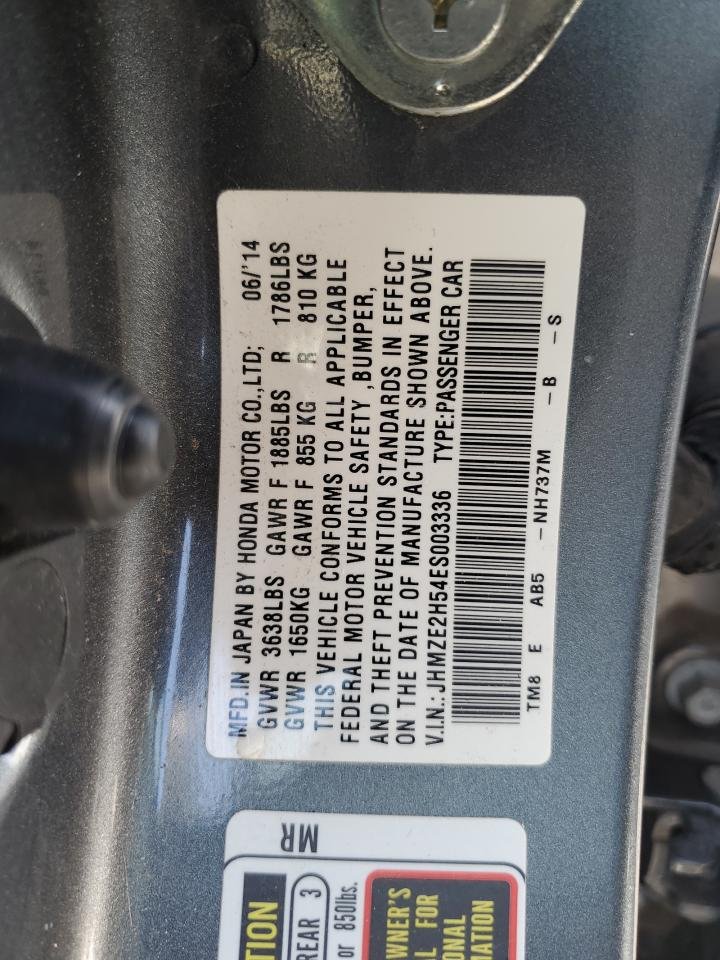 MFD.IN JAPAN BY HONDA MOTOR CO.,LTD; 06/'14
GVWR 3638LBS GAWR F 1885LBS R 1786LBS
GVWR 1650KG GAWR F 855 KG R 810 KG
THIS VEHICLE CONFORMS TO ALL APPLICABLE
FEDERAL MOTOR VEHICLE SAFETY ,BUMPER,
AND THEFT PREVENTION STANDARDS IN EFFECT
ON THE DATE OF MANUFACTURE SHOWN ABOVE.
V.I.N.: JHMZE2H54ES003336 TYPE:PASSENGER CAR
TM8 E AB5 -NH737M -B -S
MR
TION
REAR 3
or 850lbs.
WNER'S
L FOR
ONAL
MATION